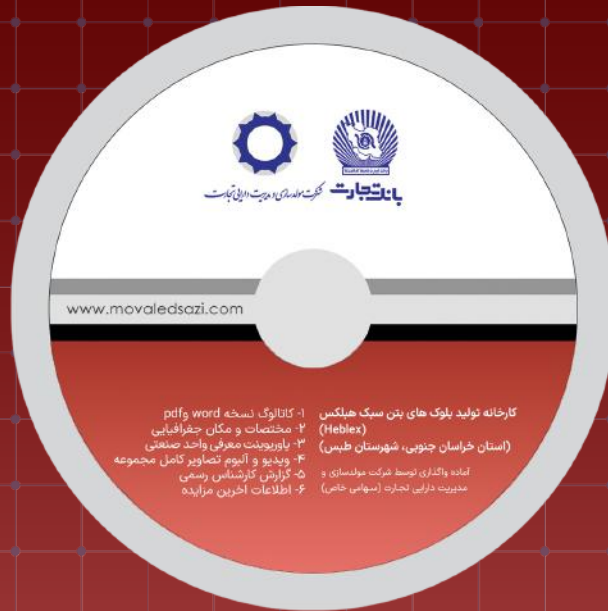 بانک تجارت
شرکت مولدسازی و مدیریت دارایی تجارت
www.movaledsazi.com
کارخانه تولید بلوک های بتن سبک هبلکس
(Heblex)
(استان خراسان جنوبی، شهرستان طبس)
آماده واگذاری توسط شرکت مولدسازی و
مدیریت دارایی تجارت (سهامی خاص)
۱- کاتالوگ نسخه word وpdf
۲- مختصات و مکان جغرافیایی
۳- پاورپوینت معرفی واحد صنعتی
۴- ویدیو و آلبوم تصاویر کامل مجموعه
۵- گزارش کارشناس رسمی
۶- اطلاعات اخرین مزایده